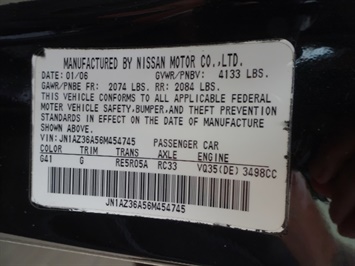 MANUFACTURED BY NISSAN MOTOR CO.,LTD.
DATE: 01/06 GVWR/PNBV: 4133 LBS.
GAWR/PNBE FR: 2074 LBS. RR: 2084 LBS.
THIS VEHICLE CONFORMS TO ALL APPLICABLE FEDERAL
MOTOR VEHICLE SAFETY, BUMPER, AND THEFT PREVENTION
STANDARDS IN EFFECT ON THE DATE OF MANUFACTURE
SHOWN ABOVE.
VIN: JN1AZ36A56M454745 PASSENGER CAR
COLOR TRIM TRANS AXLE ENGINE
G41 G RE5R05A RC33 VQ35(DE) 3498CC
JN1AZ36A56M454745